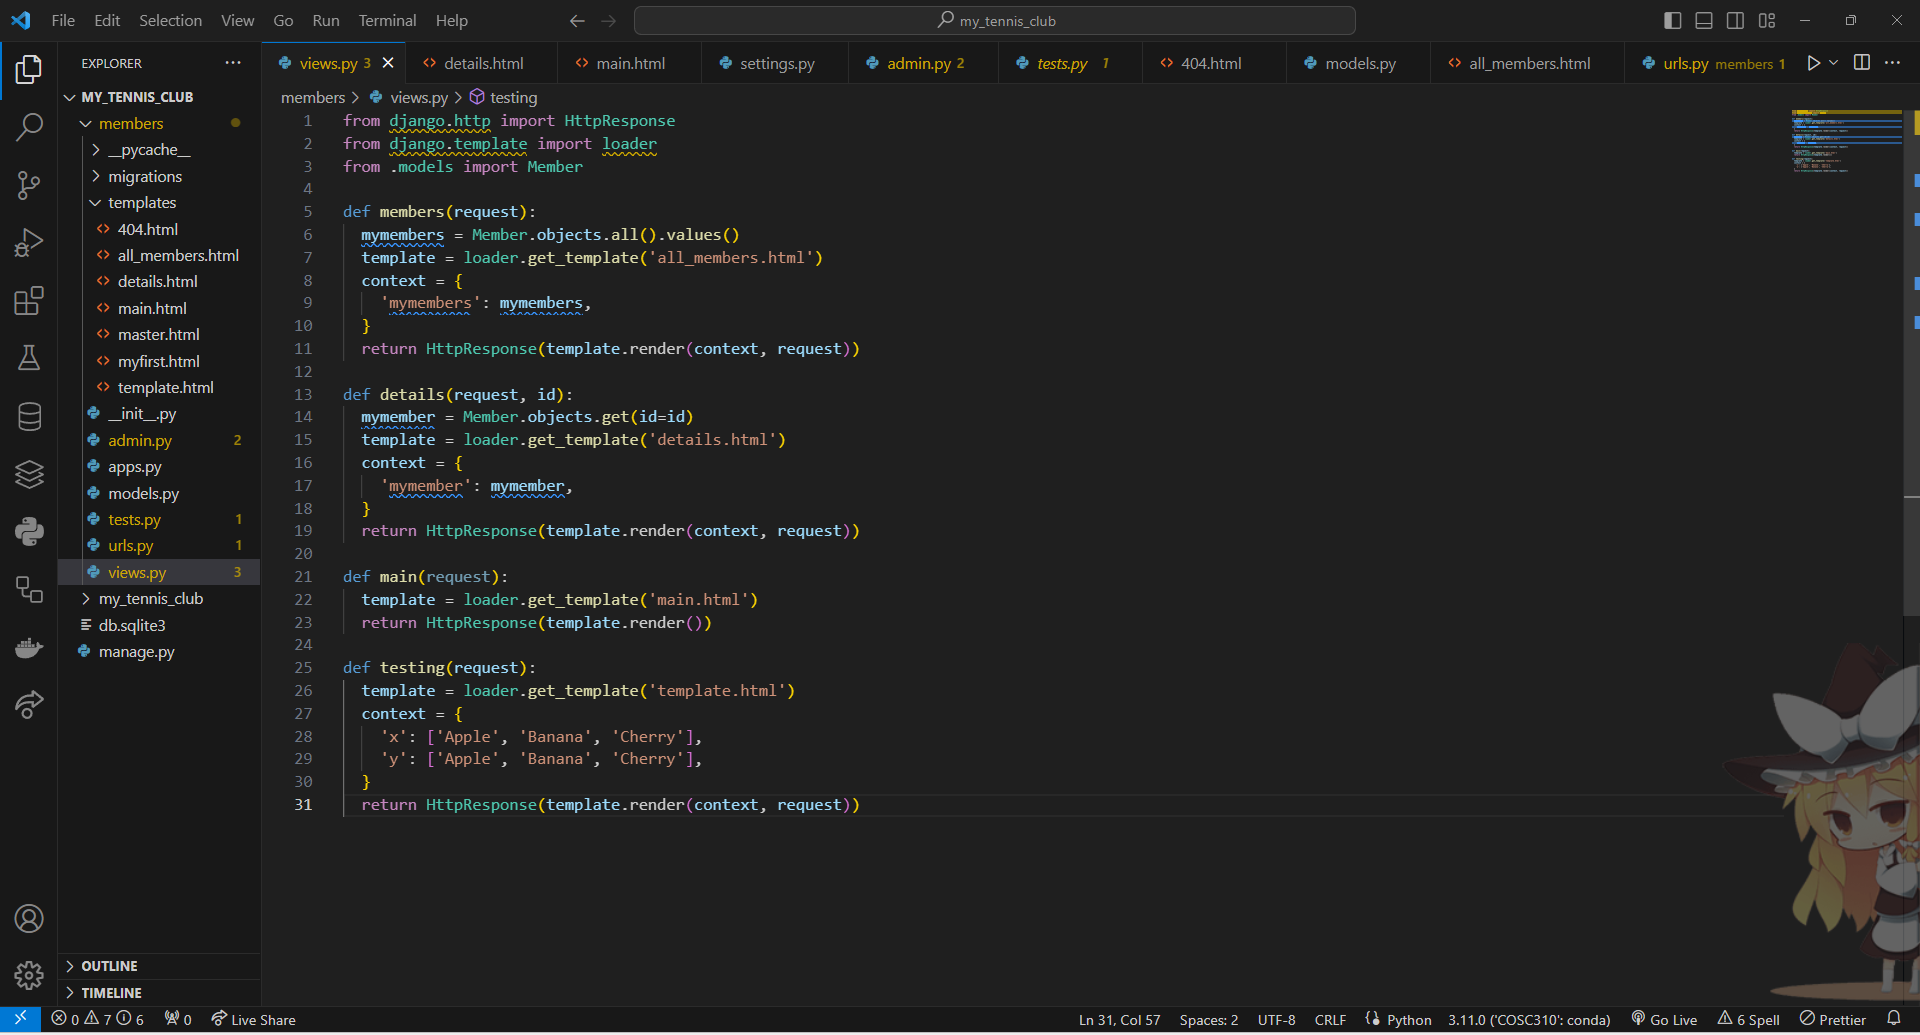 File Edit Selection View Go Run Terminal Help my_tennis_club
EXPLORER
views.py 3 details.html main.html settings.py admin.py 2 tests.py 1 404.html models.py all_members.html urls.py members 1
members > views.py > testing
MY_TENNIS_CLUB
members
__pycache__
migrations
templates
404.html
all_members.html
details.html
main.html
master.html
myfirst.html
template.html
__init__.py
admin.py 2
apps.py
models.py
tests.py 1
urls.py 1
views.py 3
my_tennis_club
db.sqlite3
manage.py
OUTLINE
TIMELINE
1 from django.http import HttpResponse
2 from django.template import loader
3 from .models import Member
4
5 def members(request):
6 mymembers = Member.objects.all().values()
7 template = loader.get_template('all_members.html')
8 context = {
9 'mymembers': mymembers,
10 }
11 return HttpResponse(template.render(context, request))
12
13 def details(request, id):
14 mymember = Member.objects.get(id=id)
15 template = loader.get_template('details.html')
16 context = {
17 'mymember': mymember,
18 }
19 return HttpResponse(template.render(context, request))
20
21 def main(request):
22 template = loader.get_template('main.html')
23 return HttpResponse(template.render())
24
25 def testing(request):
26 template = loader.get_template('template.html')
27 context = {
28 'x': ['Apple', 'Banana', 'Cherry'],
29 'y': ['Apple', 'Banana', 'Cherry'],
30 }
31 return HttpResponse(template.render(context, request))
0 7 6 0 Live Share Ln 31, Col 57 Spaces: 2 UTF-8 CRLF Python 3.11.0 ('COSC310': conda) Go Live 6 Spell Prettier